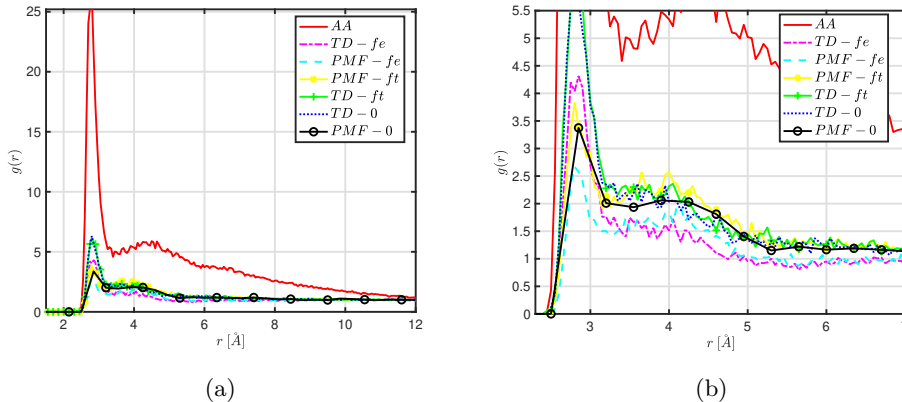 25
20
15
10
5
0
2
4
6
8
10
12
g(r)
r [Å]
AA
TD − fe
PMF − fe
PMF − ft
TD − ft
TD − 0
PMF − 0
(a)
5.5
5
4.5
4
3.5
3
2.5
2
1.5
1
0.5
0
3
4
5
6
7
g(r)
r [Å]
AA
TD − fe
PMF − fe
PMF − ft
TD − ft
TD − 0
PMF − 0
(b)